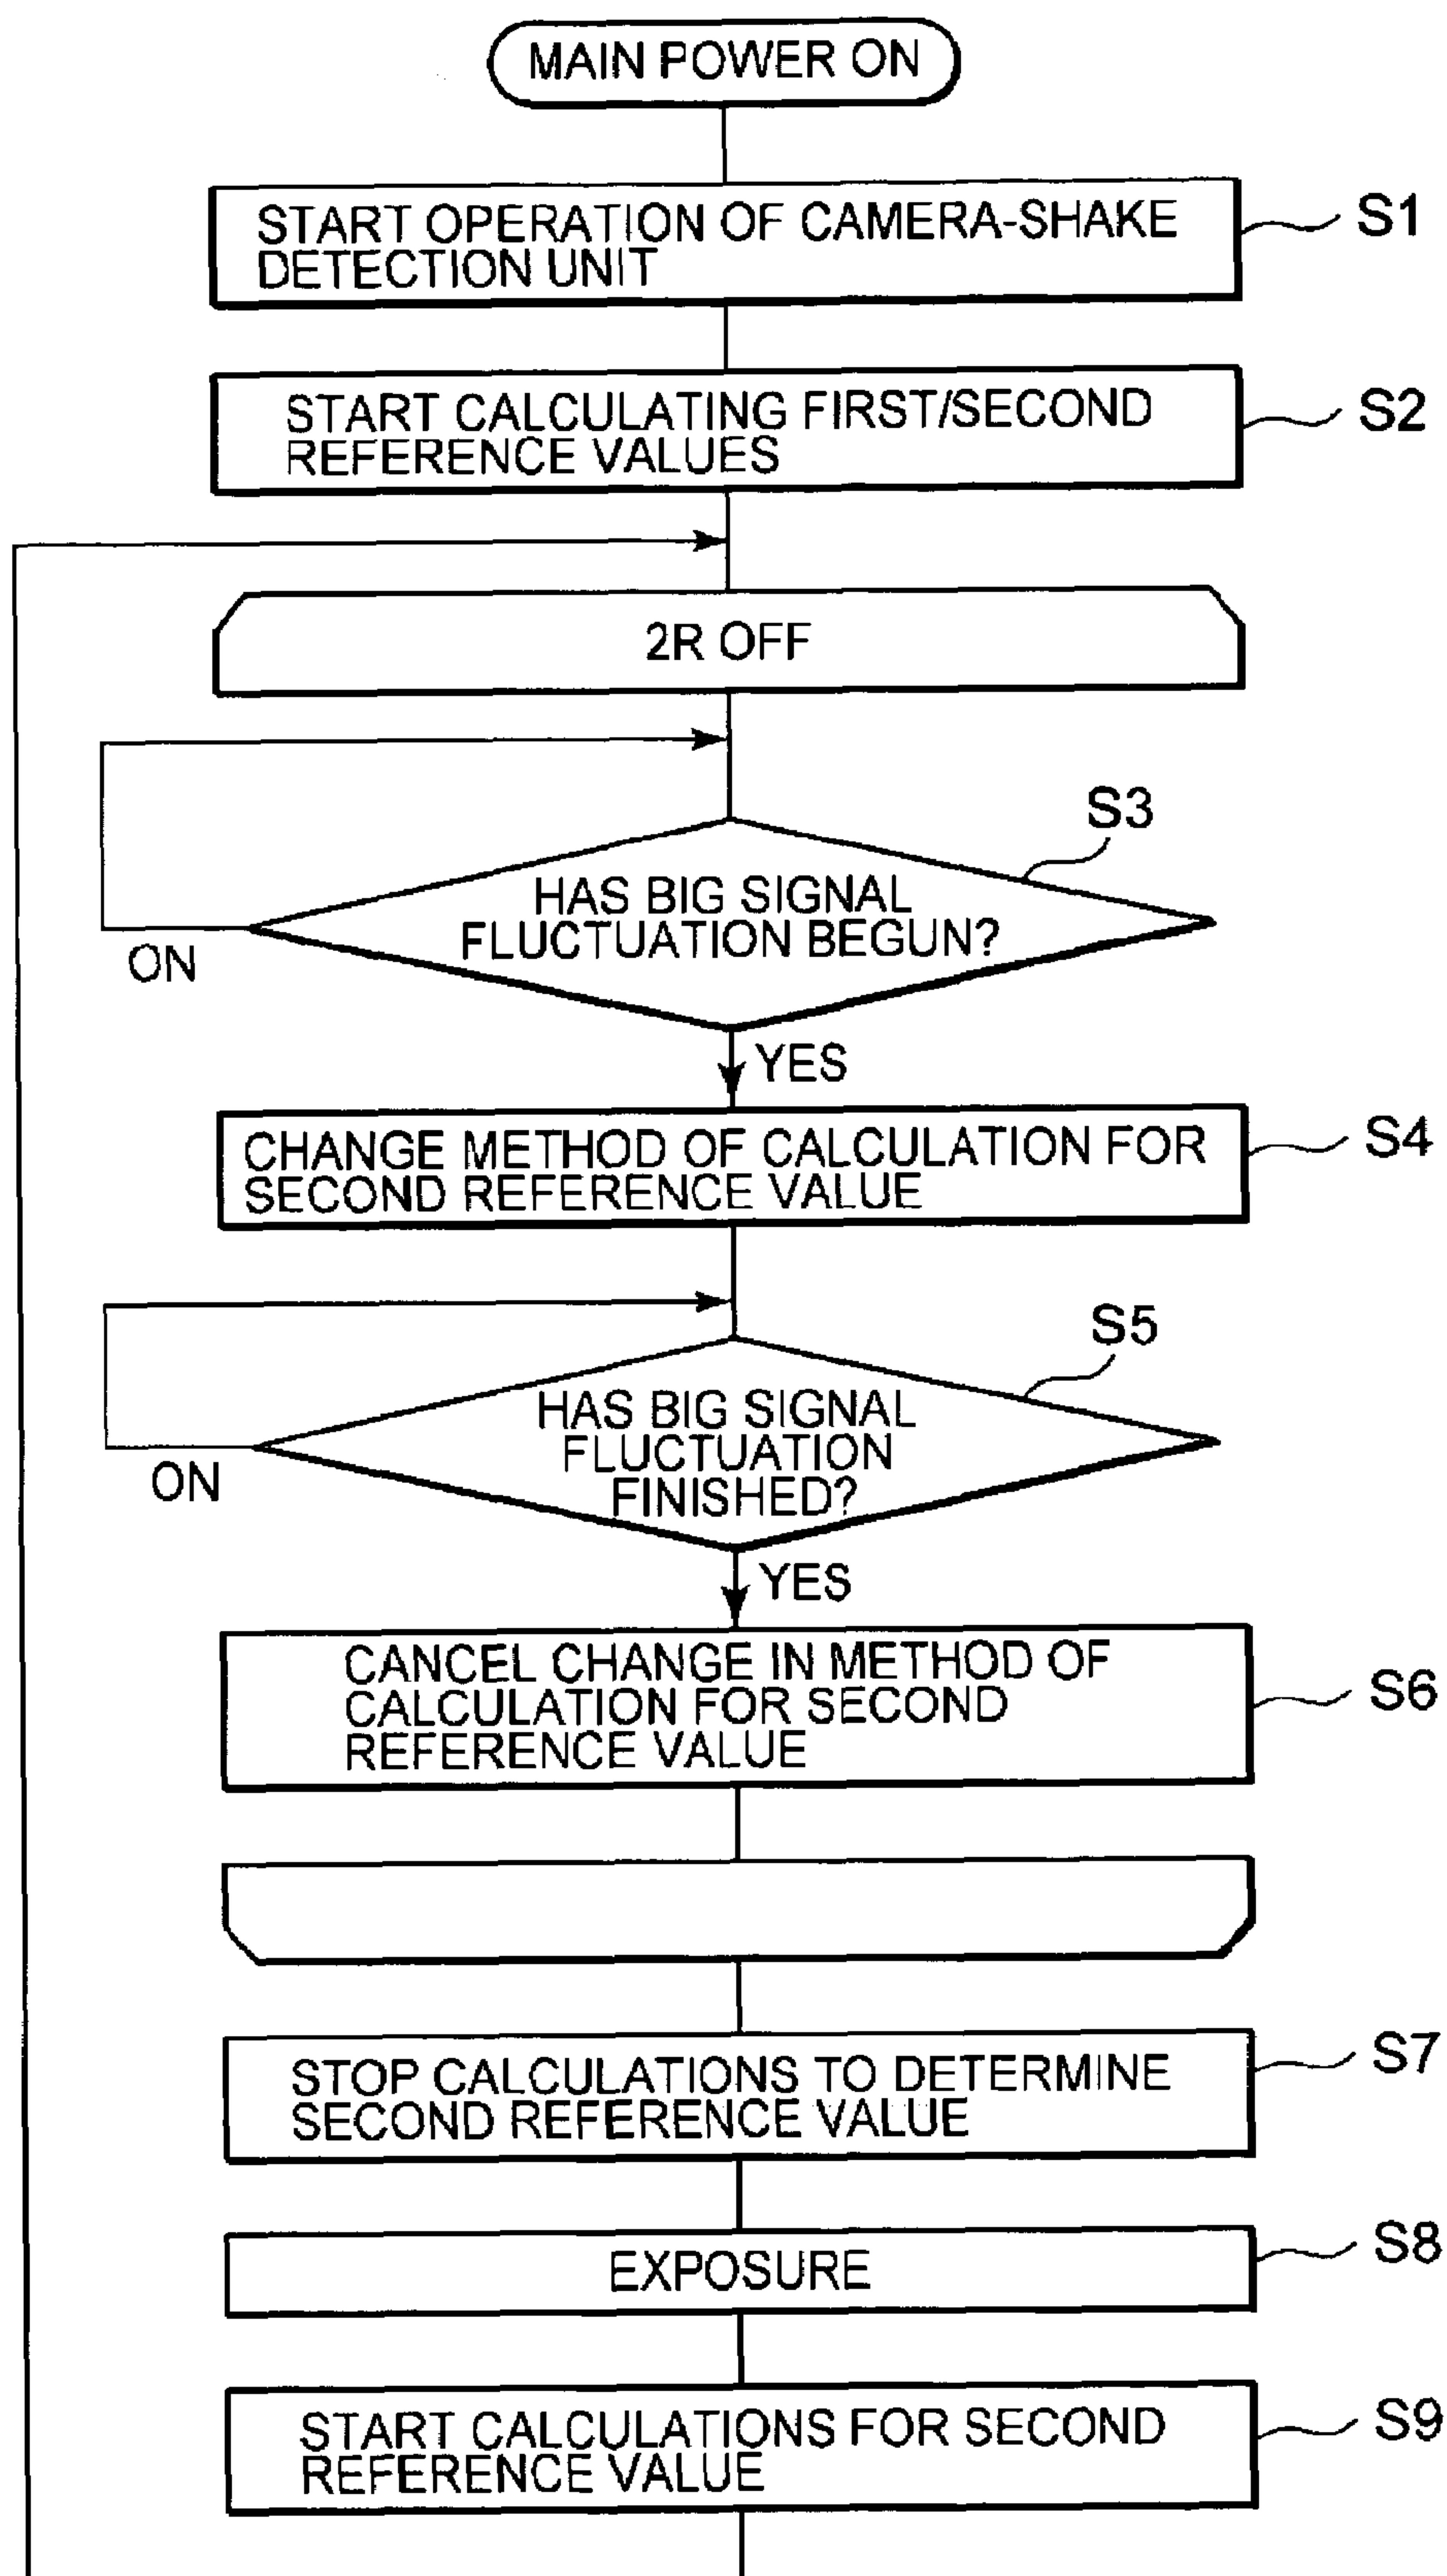 MAIN POWER ON
START OPERATION OF CAMERA-SHAKE
DETECTION UNIT
S1
START CALCULATING FIRST/SECOND
REFERENCE VALUES
S2
2R OFF
S3
HAS BIG SIGNAL
FLUCTUATION BEGUN?
ON
YES
CHANGE METHOD OF CALCULATION FOR
SECOND REFERENCE VALUE
S4
S5
HAS BIG SIGNAL
FLUCTUATION
FINISHED?
ON
YES
CANCEL CHANGE IN METHOD OF
CALCULATION FOR SECOND
REFERENCE VALUE
S6
STOP CALCULATIONS TO DETERMINE
SECOND REFERENCE VALUE
S7
EXPOSURE
S8
START CALCULATIONS FOR SECOND
REFERENCE VALUE
S9